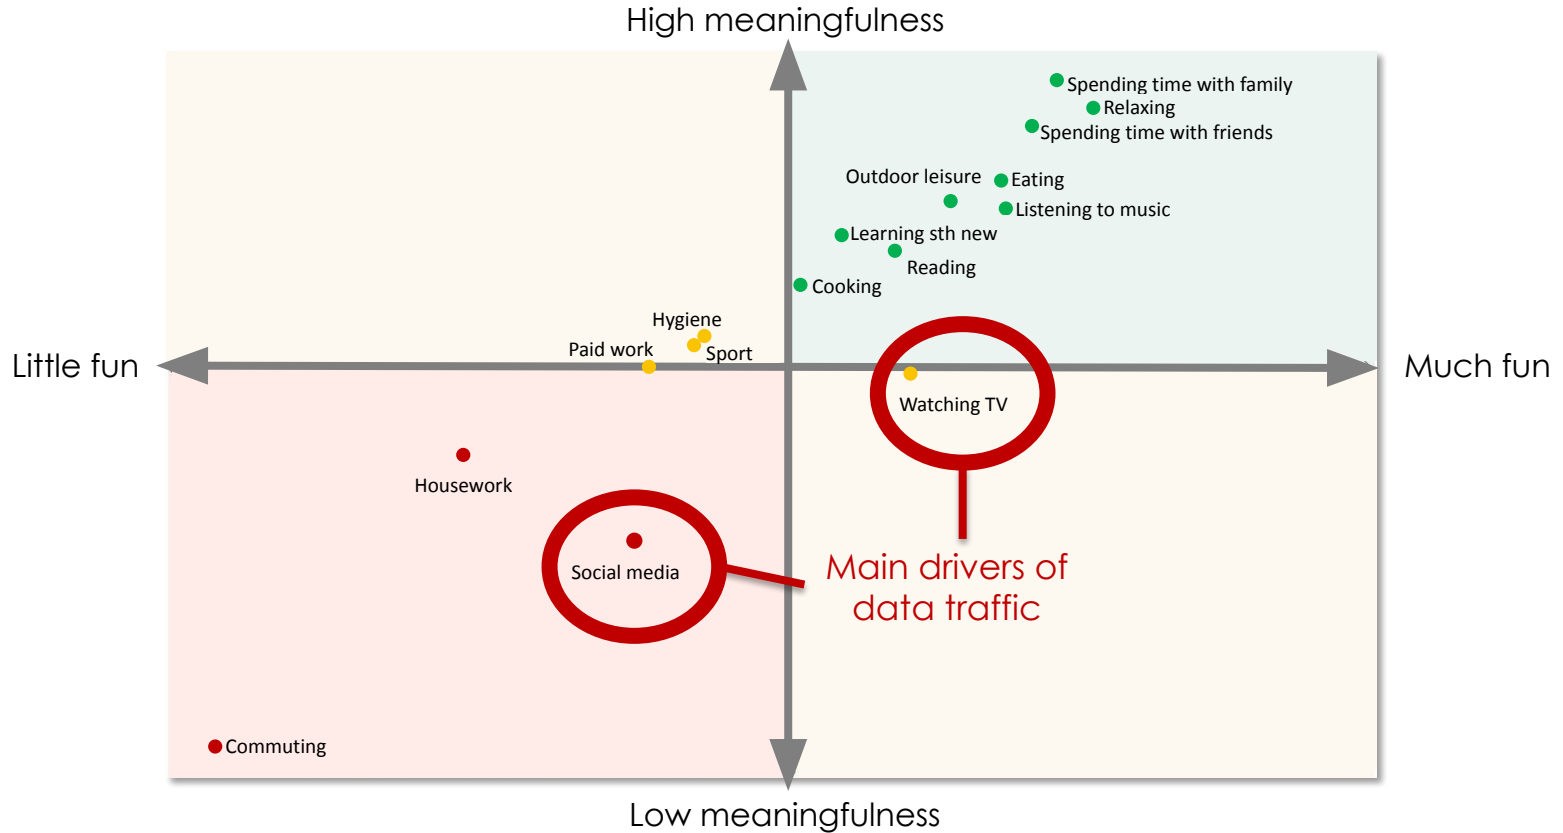 High meaningfulness
Spending time with family
Relaxing
Spending time with friends
Outdoor leisure
Eating
Listening to music
Learning sth new
Reading
Cooking
Hygiene
Paid work
Sport
Little fun
Much fun
Watching TV
Housework
Social media
Main drivers of
data traffic
Commuting
Low meaningfulness